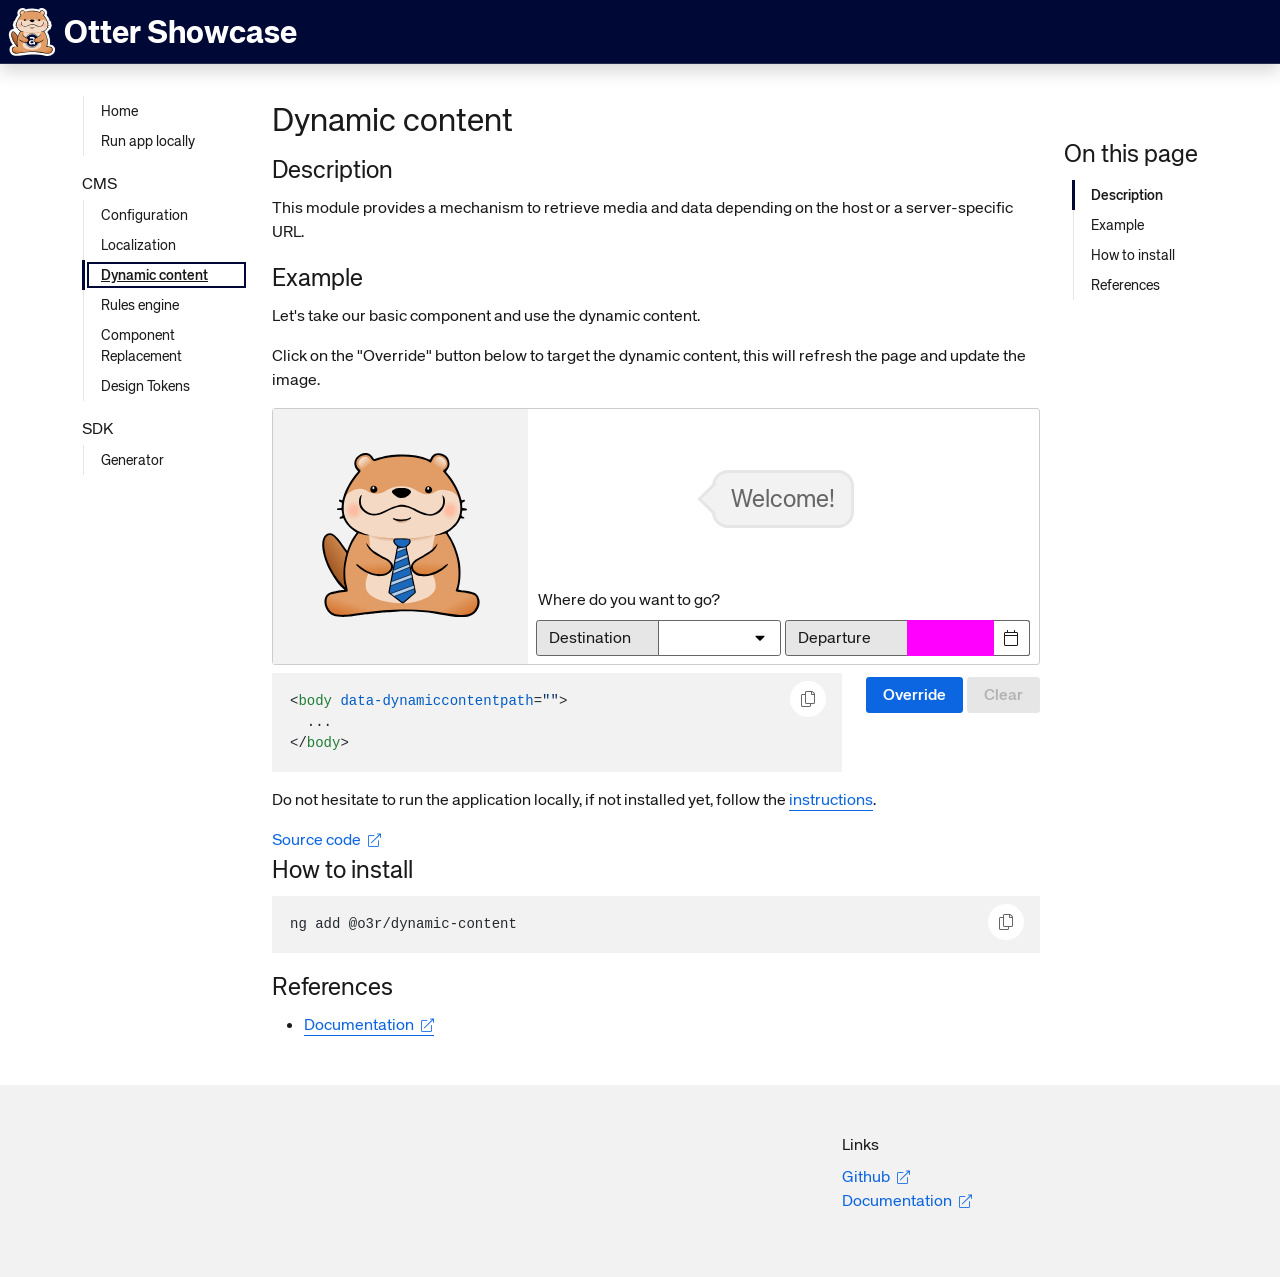 Otter Showcase
Home
Run app locally
CMS
Configuration
Localization
Dynamic content
Rules engine
Component
Replacement
Design Tokens
SDK
Generator
Dynamic content
Description
This module provides a mechanism to retrieve media and data depending on the host or a server-specific
URL.
Example
Let's take our basic component and use the dynamic content.
Click on the "Override" button below to target the dynamic content, this will refresh the page and update the
image.
Welcome!
Where do you want to go?
Destination
Departure
<body data-dynamiccontentpath="">
...
</body>
Override
Clear
Do not hesitate to run the application locally, if not installed yet, follow the instructions.
Source code
How to install
ng add @o3r/dynamic-content
References
Documentation
On this page
Description
Example
How to install
References
Links
Github
Documentation